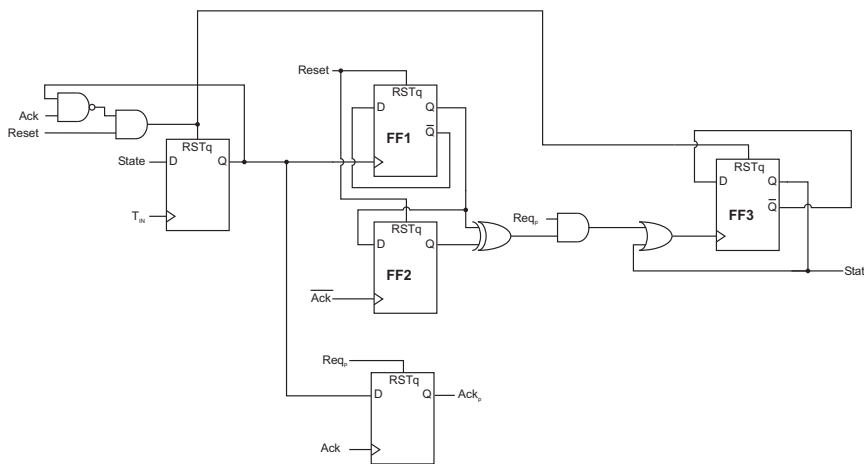 Reset
RSTq
D
Q
Q
FF1
Ack
Reset
RSTq
State
D
Q
T_IN
RSTq
D
Q
FF2
Ack
Req_p
RSTq
D
Q
Q
FF3
Stat
Req_p
RSTq
D
Q
Ack_p
Ack